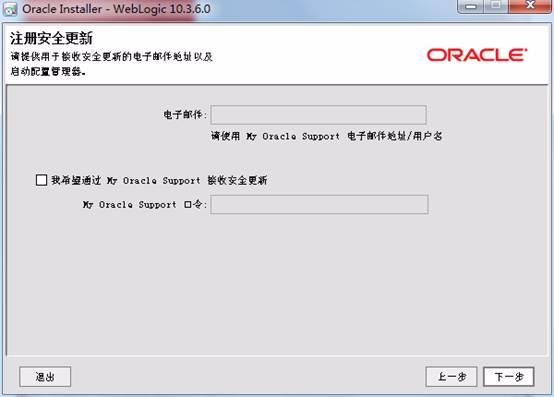 Oracle Installer - WebLogic 10.3.6.0
注册安全更新
请提供用于接收安全更新的电子邮件地址以及
启动配置管理器。
ORACLE
电子邮件:
请使用 My Oracle Support 电子邮件地址/用户名
我希望通过 My Oracle Support 接收安全更新
My Oracle Support 口令:
退出
上一步
下一步